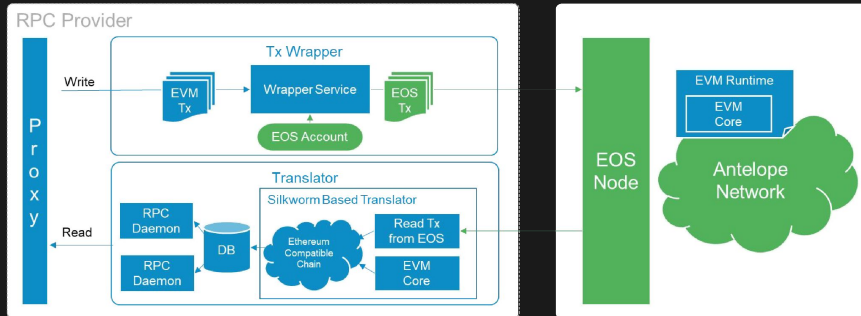 RPC Provider
Tx Wrapper
Write
EVM
Tx
Wrapper Service
EOS
Tx
EOS Account
Proxy
Translator
Silkworm Based Translator
Read
RPC
Daemon
RPC
Daemon
DB
Ethereum
Compatible
Chain
Read Tx
from EOS
EVM
Core
EOS
Node
EVM Runtime
EVM
Core
Antelope
Network